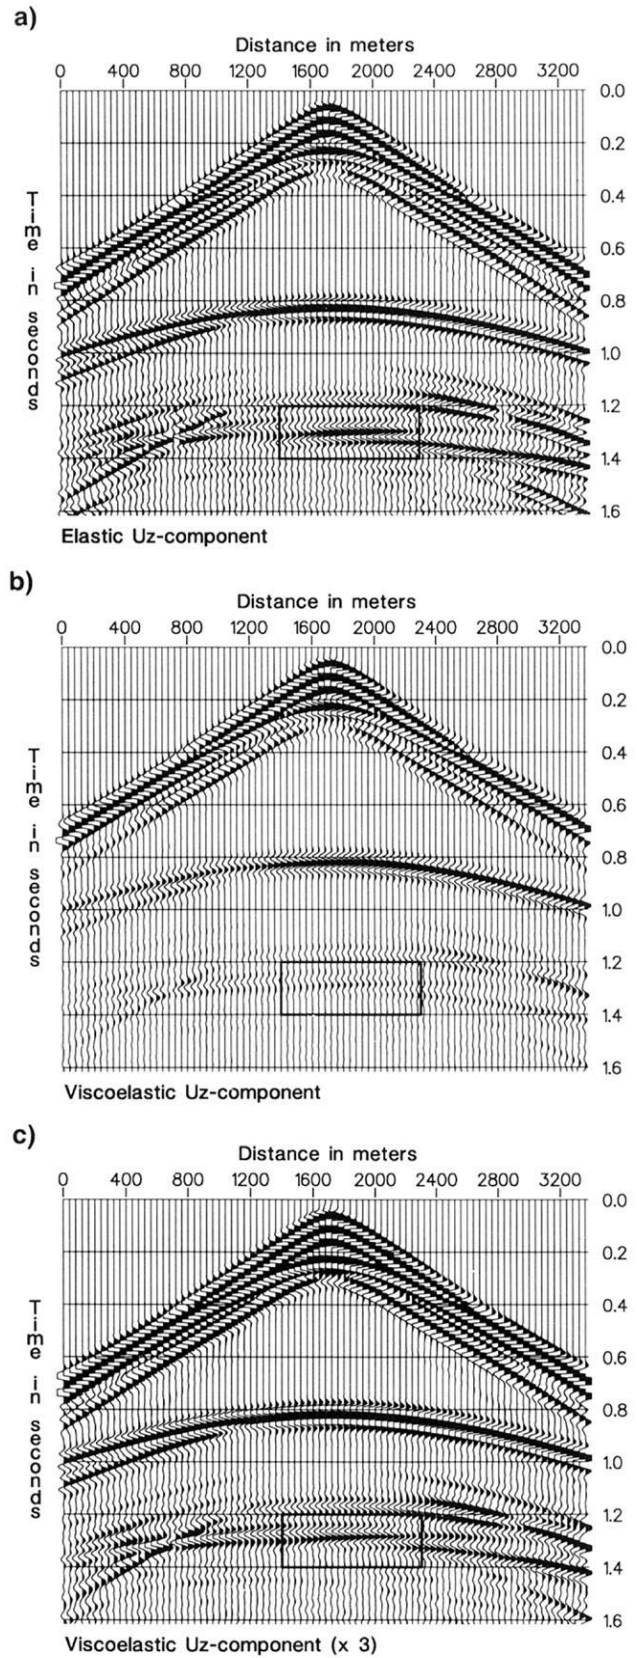 a)
Distance in meters
0 400 800 1200 1600 2000 2400 2800 3200
0.0
0.2
0.4
0.6
0.8
1.0
1.2
1.4
1.6
Time in seconds
Elastic Uz-component
b)
Distance in meters
0 400 800 1200 1600 2000 2400 2800 3200
0.0
0.2
0.4
0.6
0.8
1.0
1.2
1.4
1.6
Time in seconds
Viscoelastic Uz-component
c)
Distance in meters
0 400 800 1200 1600 2000 2400 2800 3200
0.0
0.2
0.4
0.6
0.8
1.0
1.2
1.4
1.6
Time in seconds
Viscoelastic Uz-component (x 3)